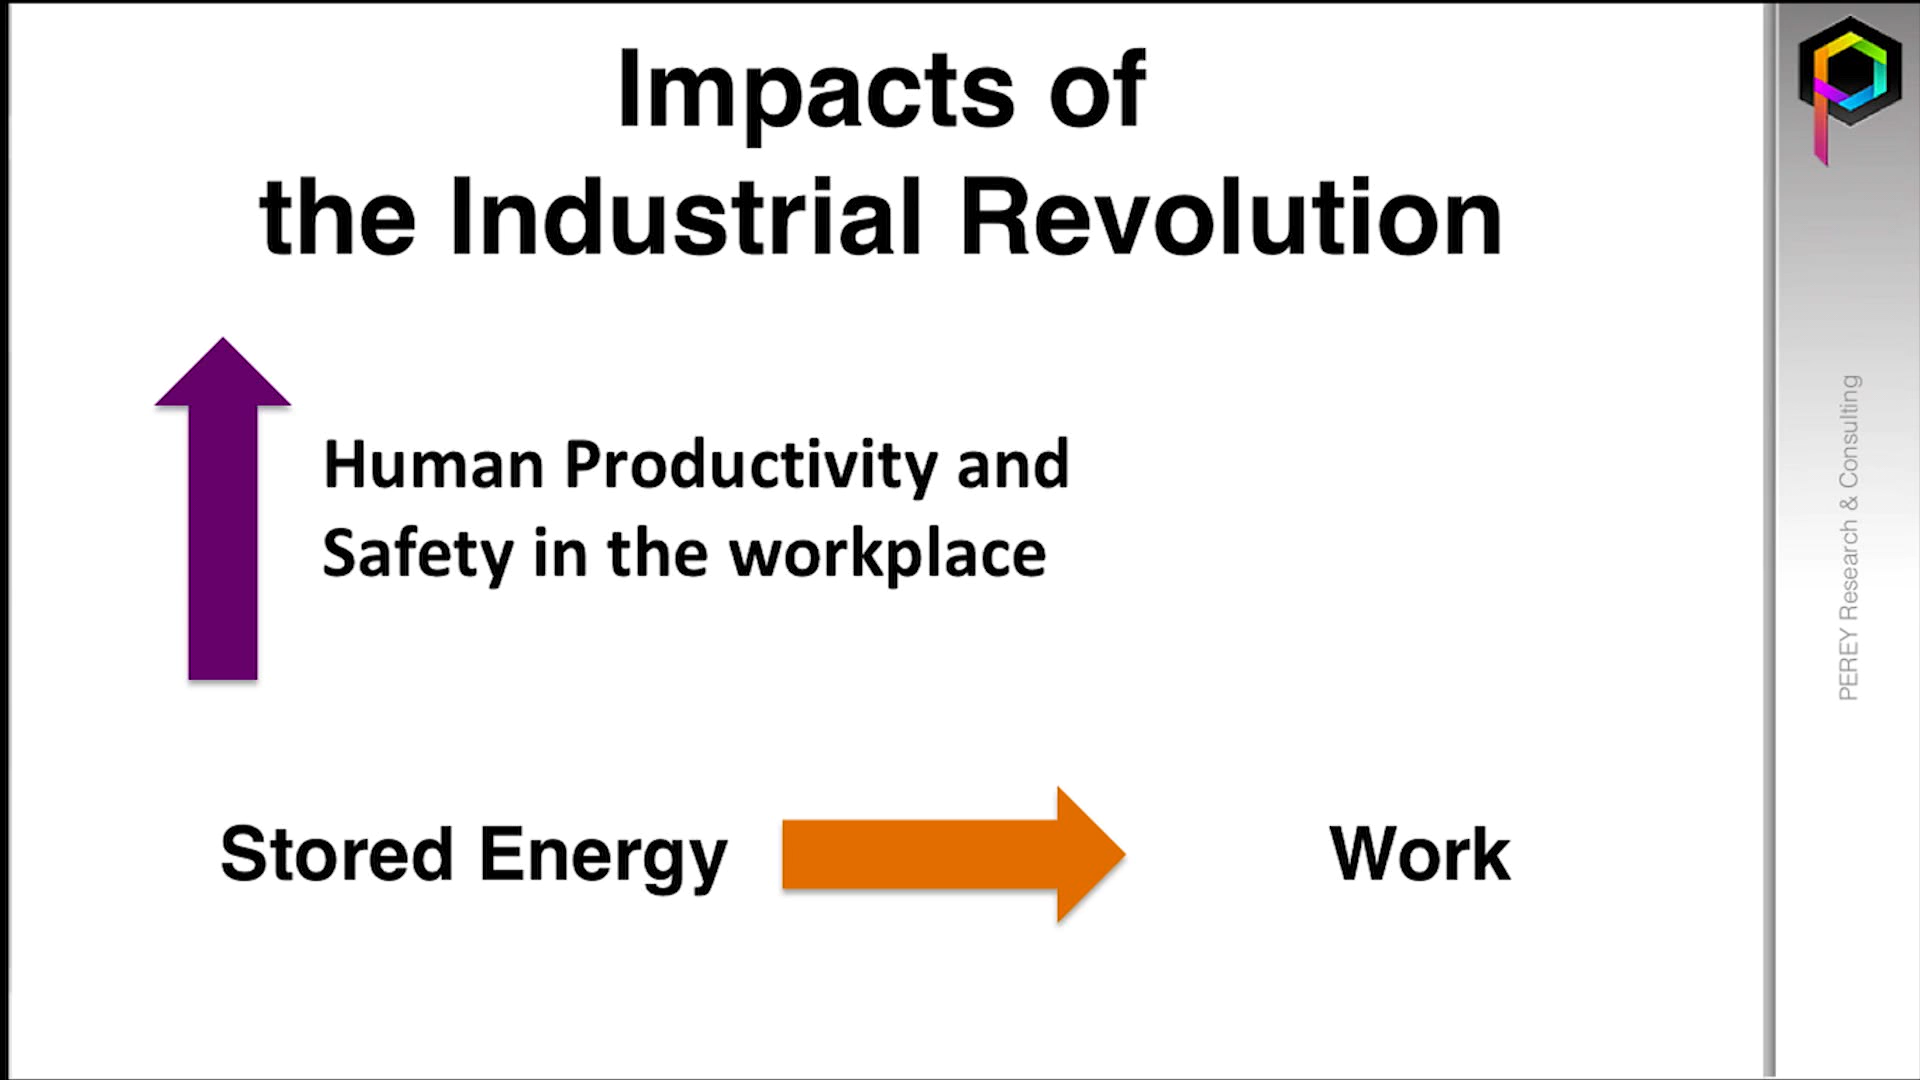 Impacts of
the Industrial Revolution
Human Productivity and
Safety in the workplace
Stored Energy
Work
PEREY Research & Consulting